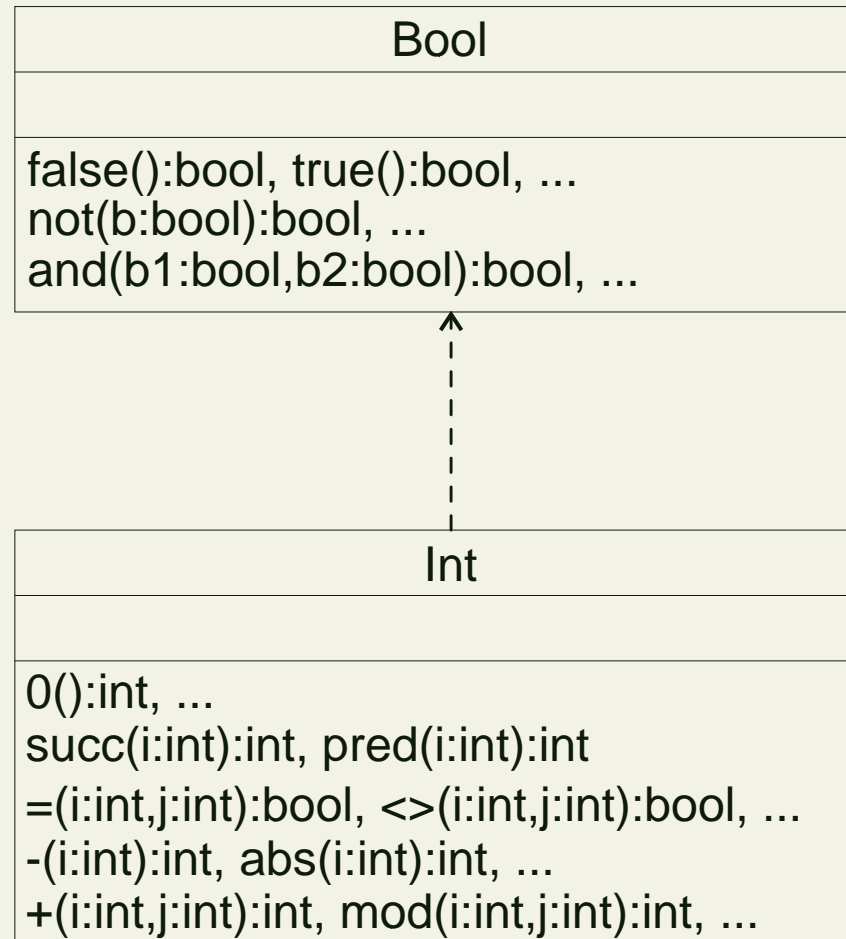 Bool
false():bool, true():bool, ...
not(b:bool):bool, ...
and(b1:bool,b2:bool):bool, ...
Int
0():int, ...
succ(i:int):int, pred(i:int):int
=(i:int,j:int):bool, <>(i:int,j:int):bool, ...
-(i:int):int, abs(i:int):int, ...
+(i:int,j:int):int, mod(i:int,j:int):int, ...